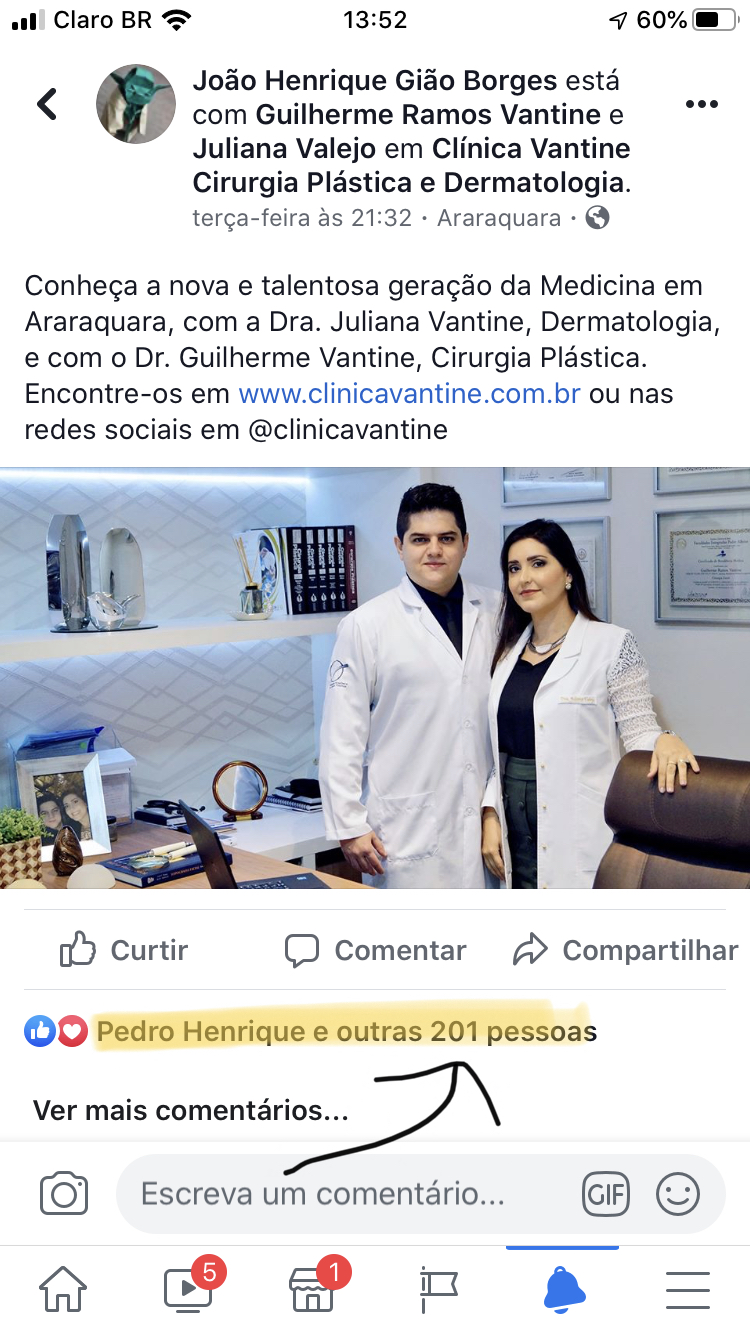 Claro BR
13:52
60%
João Henrique Gião Borges está
com Guilherme Ramos Vantine e
Juliana Valejo em Clínica Vantine
Cirurgia Plástica e Dermatologia.
terça-feira às 21:32 · Araraquara ·
Conheça a nova e talentosa geração da Medicina em
Araraquara, com a Dra. Juliana Vantine, Dermatologia,
e com o Dr. Guilherme Vantine, Cirurgia Plástica.
Encontre-os em www.clinicavantine.com.br ou nas
redes sociais em @clinicavantine
Curtir
Comentar
Compartilhar
Pedro Henrique e outras 201 pessoas
Ver mais comentários...
Escreva um comentário...
GIF
5
1